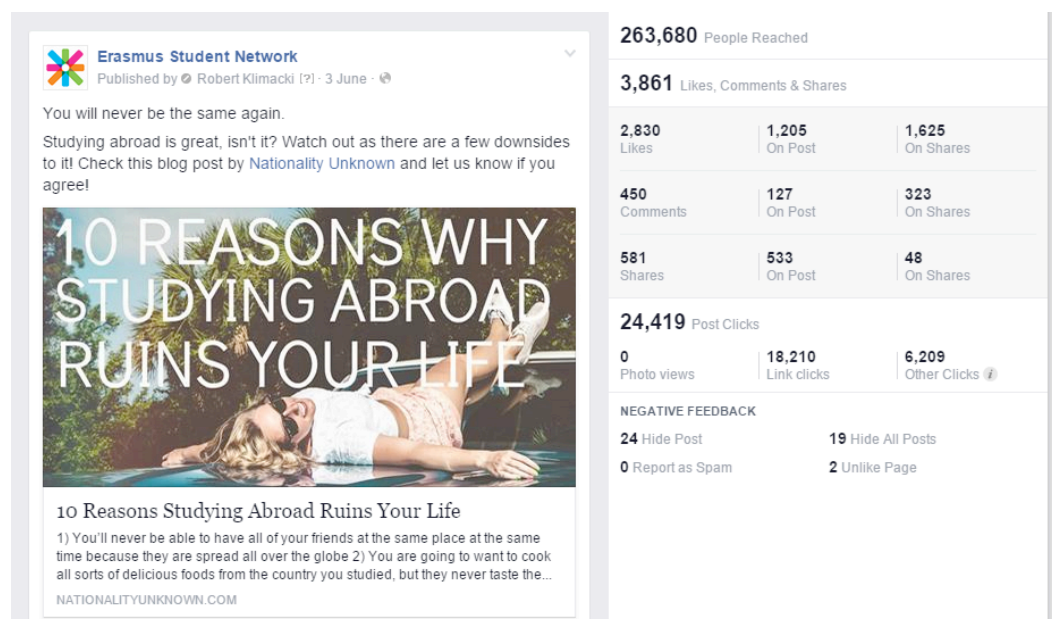 Erasmus Student Network
Published by Robert Klimacki [?] · 3 June ·
You will never be the same again.
Studying abroad is great, isn't it? Watch out as there are a few downsides
to it! Check this blog post by Nationality Unknown and let us know if you
agree!
10 REASONS WHY
STUDYING ABROAD
RUINS YOUR LIFE
10 Reasons Studying Abroad Ruins Your Life
1) You'll never be able to have all of your friends at the same place at the same
time because they are spread all over the globe 2) You are going to want to cook
all sorts of delicious foods from the country you studied, but they never taste the...
NATIONALITYUNKNOWN.COM
263,680 People Reached
3,861 Likes, Comments & Shares
2,830 1,205 1,625
Likes On Post On Shares
450 127 323
Comments On Post On Shares
581 533 48
Shares On Post On Shares
24,419 Post Clicks
0 18,210 6,209
Photo views Link clicks Other Clicks i
NEGATIVE FEEDBACK
24 Hide Post 19 Hide All Posts
0 Report as Spam 2 Unlike Page